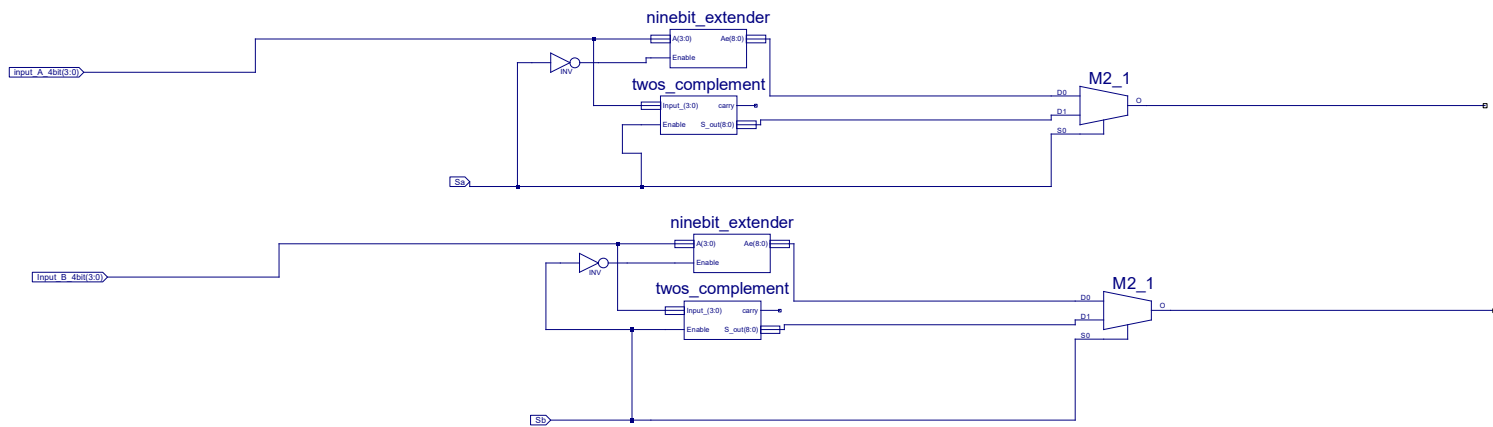 ninebit_extender
A(3:0) Ae(8:0)
Enable
INV
input_A_4bit(3:0)
twos_complement
Input_(3:0) carry
Enable S_out(8:0)
M2_1
D0
D1
S0
O
Sa
ninebit_extender
A(3:0) Ae(8:0)
Enable
INV
Input_B_4bit(3:0)
twos_complement
Input_(3:0) carry
Enable S_out(8:0)
M2_1
D0
D1
S0
O
Sb